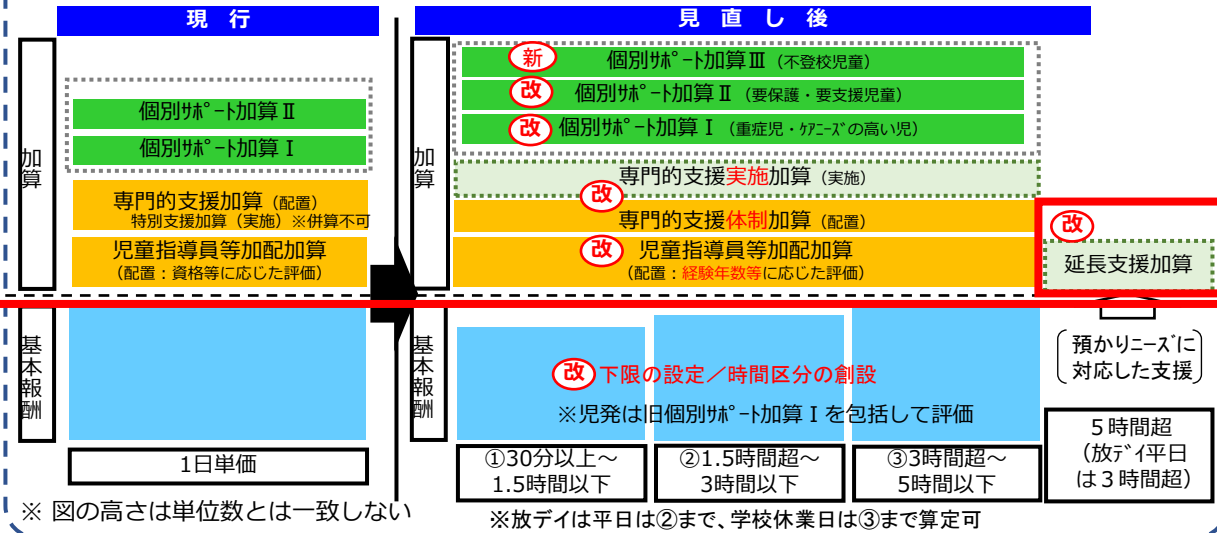 現 行
加算
個別ｻﾎﾟｰﾄ加算Ⅱ
個別ｻﾎﾟｰﾄ加算Ⅰ
専門的支援加算（配置）
特別支援加算（実施）※併算不可
児童指導員等加配加算
（配置：資格等に応じた評価）
基本報酬
1日単価
※ 図の高さは単位数とは一致しない
見 直 し 後
加算
新 個別ｻﾎﾟｰﾄ加算Ⅲ（不登校児童）
改 個別ｻﾎﾟｰﾄ加算Ⅱ（要保護・要支援児童）
改 個別ｻﾎﾟｰﾄ加算Ⅰ（重症児・ｹｱﾆｰｽﾞの高い児）
専門的支援実施加算（実施）
改
専門的支援体制加算（配置）
改 児童指導員等加配加算
（配置：経験年数等に応じた評価）
改
延長支援加算
基本報酬
改 下限の設定／時間区分の創設
※児発は旧個別ｻﾎﾟｰﾄ加算Ⅰを包括して評価
預かりﾆｰｽﾞに
対応した支援
①30分以上～
1.5時間以下
②1.5時間超～
3時間以下
③3時間超～
5時間以下
５時間超
（放ﾃﾞｲ平日
は３時間超）
※放デイは平日は②まで、学校休業日は③まで算定可